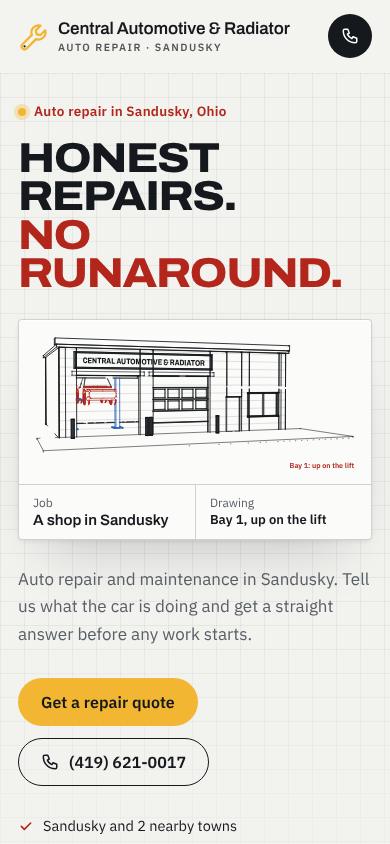 Central Automotive & Radiator
AUTO REPAIR · SANDUSKY
Auto repair in Sandusky, Ohio
HONEST
REPAIRS.
NO
RUNAROUND.
CENTRAL AUTOMOTIVE & RADIATOR
Bay 1: up on the lift
Job
A shop in Sandusky
Drawing
Bay 1, up on the lift
Auto repair and maintenance in Sandusky. Tell
us what the car is doing and get a straight
answer before any work starts.
Get a repair quote
(419) 621-0017
Sandusky and 2 nearby towns